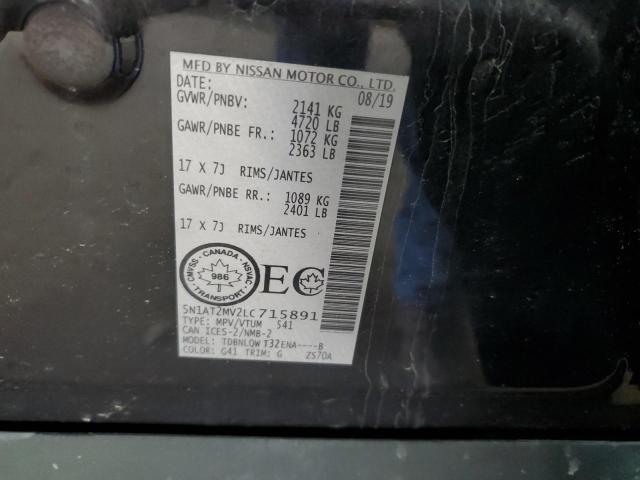 MFD BY NISSAN MOTOR CO., LTD.
DATE: 08/19
GVWR/PNBV: 2141 KG
4720 LB
GAWR/PNBE FR.: 1072 KG
2363 LB
17 X 7J RIMS/JANTES
GAWR/PNBE RR.: 1089 KG
2401 LB
17 X 7J RIMS/JANTES
CMVSS · CANADA · NSVAC
986
EC
5N1AT2MV2LC715891
TYPE: MPV/VTUM S41
CAN ICES-2/NMB-2
MODEL: TDBNLQW T32ENA----B
COLOR: G41 TRIM: G ZS70A